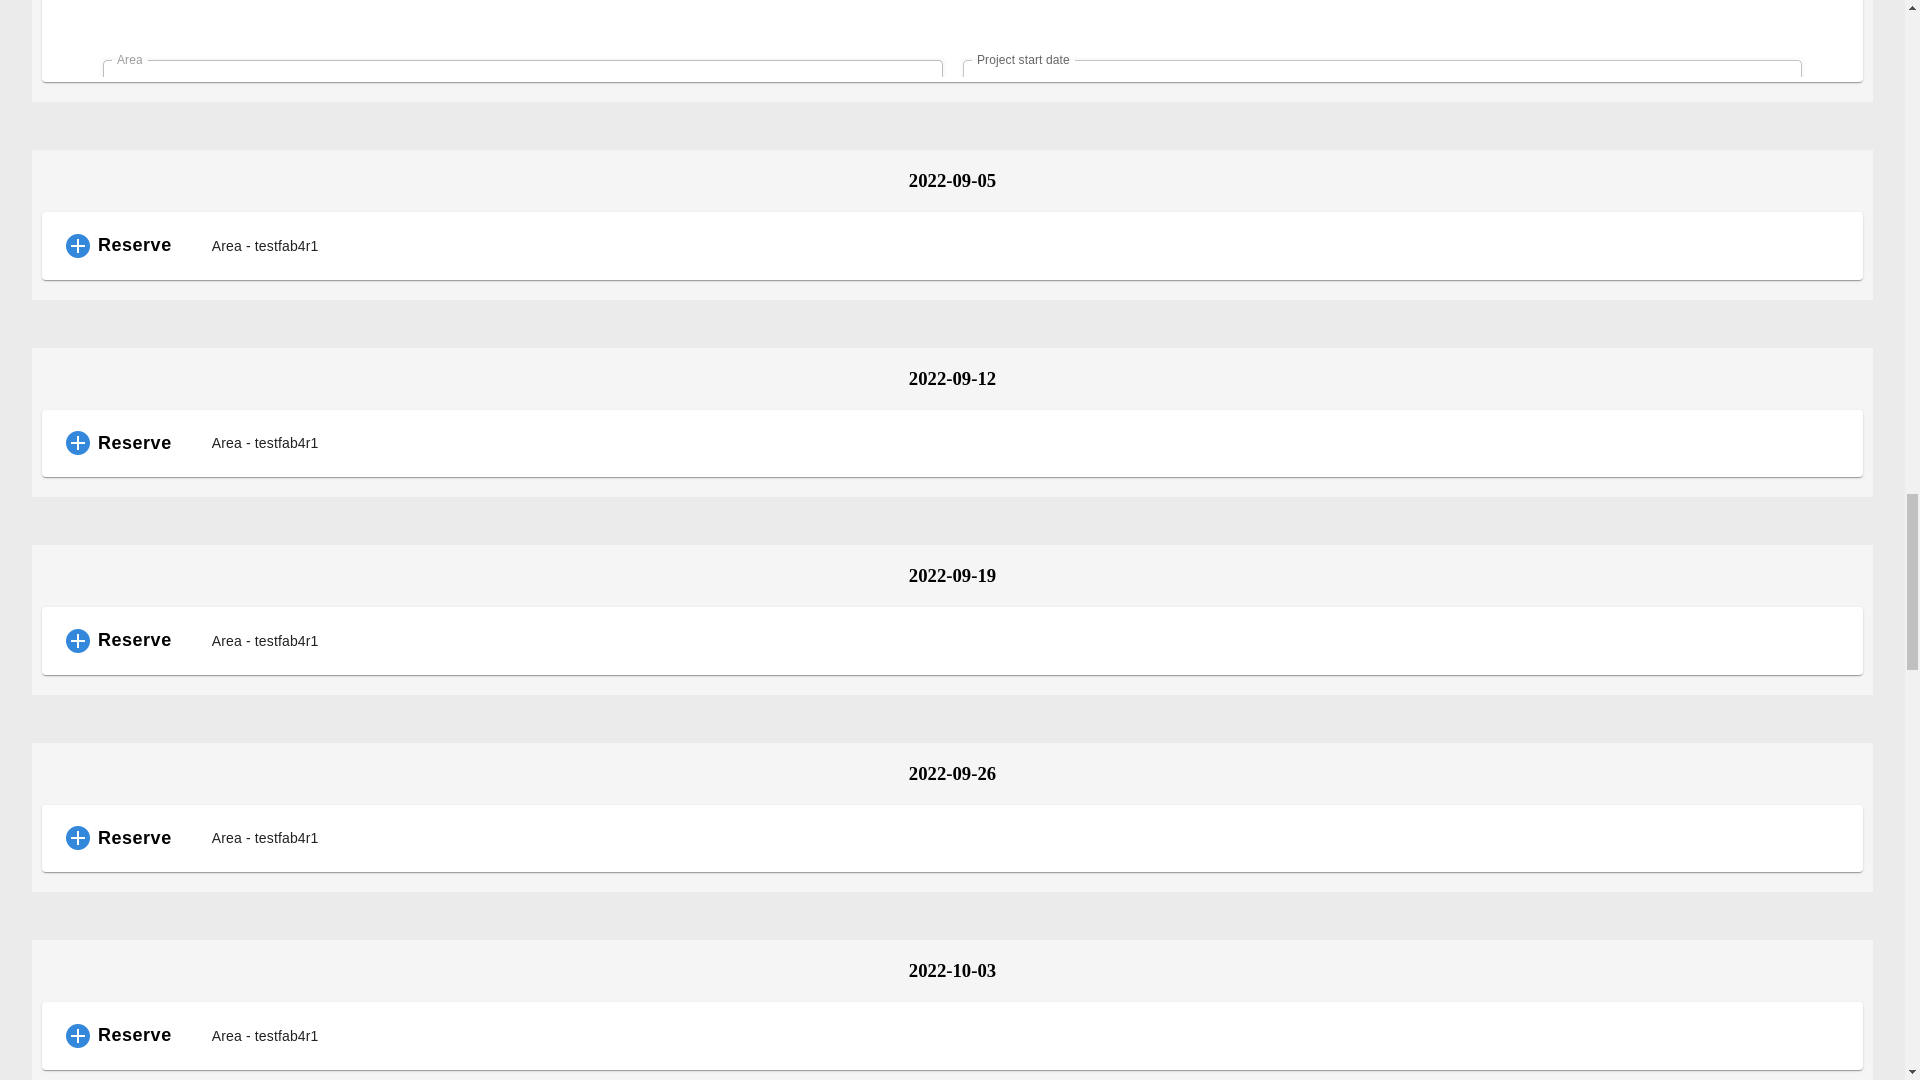 Area Project start date
2022-09-05
Reserve Area - testfab4r1
2022-09-12
Reserve Area - testfab4r1
2022-09-19
Reserve Area - testfab4r1
2022-09-26
Reserve Area - testfab4r1
2022-10-03
Reserve Area - testfab4r1